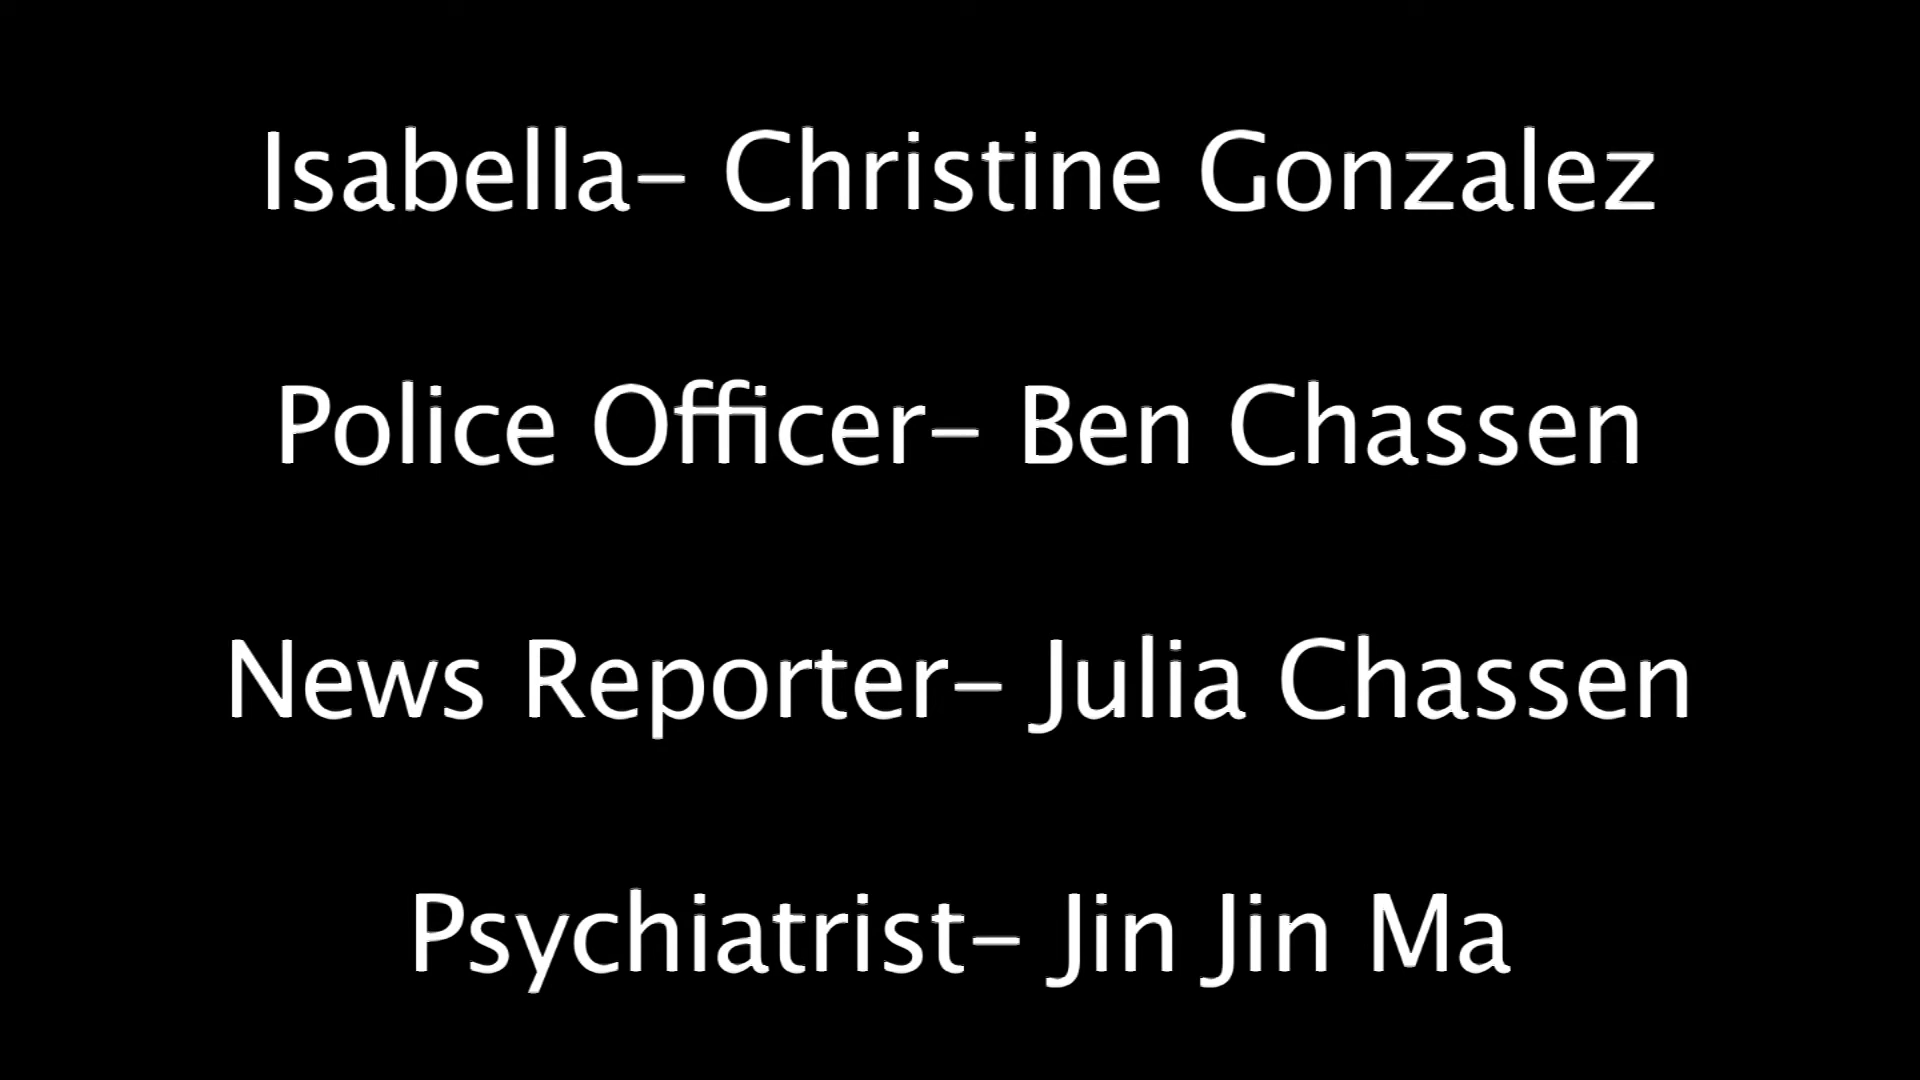 Isabella- Christine Gonzalez
Police Officer- Ben Chassen
News Reporter- Julia Chassen
Psychiatrist- Jin Jin Ma